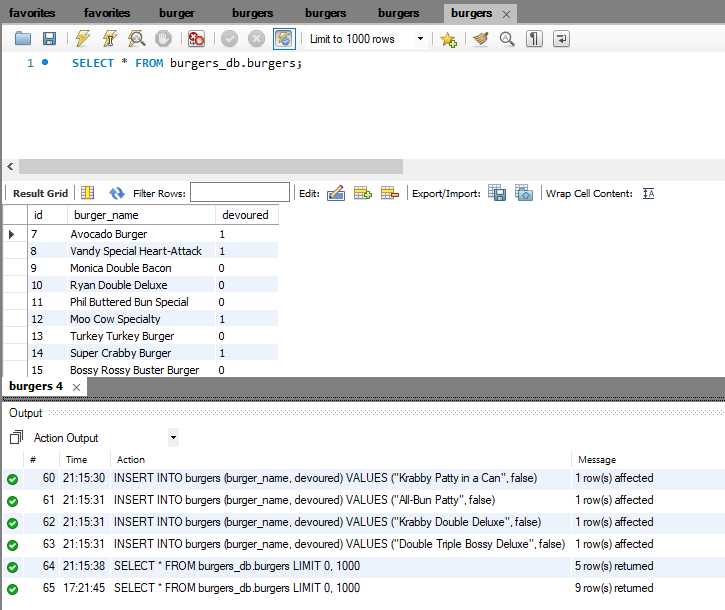 favorites favorites burger burgers burgers burgers burgers
Limit to 1000 rows
1 SELECT * FROM burgers_db.burgers;
Result Grid Filter Rows: Edit: Export/Import: Wrap Cell Content:
id burger_name devoured
7 Avocado Burger 1
8 Vandy Special Heart-Attack 1
9 Monica Double Bacon 0
10 Ryan Double Deluxe 0
11 Phil Buttered Bun Special 0
12 Moo Cow Specialty 1
13 Turkey Turkey Burger 0
14 Super Crabby Burger 1
15 Bossy Rossy Buster Burger 0
burgers 4
Output
Action Output
# Time Action Message
60 21:15:30 INSERT INTO burgers (burger_name, devoured) VALUES ("Krabby Patty in a Can", false) 1 row(s) affected
61 21:15:31 INSERT INTO burgers (burger_name, devoured) VALUES ("All-Bun Patty", false) 1 row(s) affected
62 21:15:31 INSERT INTO burgers (burger_name, devoured) VALUES ("Krabby Double Deluxe", false) 1 row(s) affected
63 21:15:31 INSERT INTO burgers (burger_name, devoured) VALUES ("Double Triple Bossy Deluxe", false) 1 row(s) affected
64 21:15:38 SELECT * FROM burgers_db.burgers LIMIT 0, 1000 5 row(s) returned
65 17:21:45 SELECT * FROM burgers_db.burgers LIMIT 0, 1000 9 row(s) returned